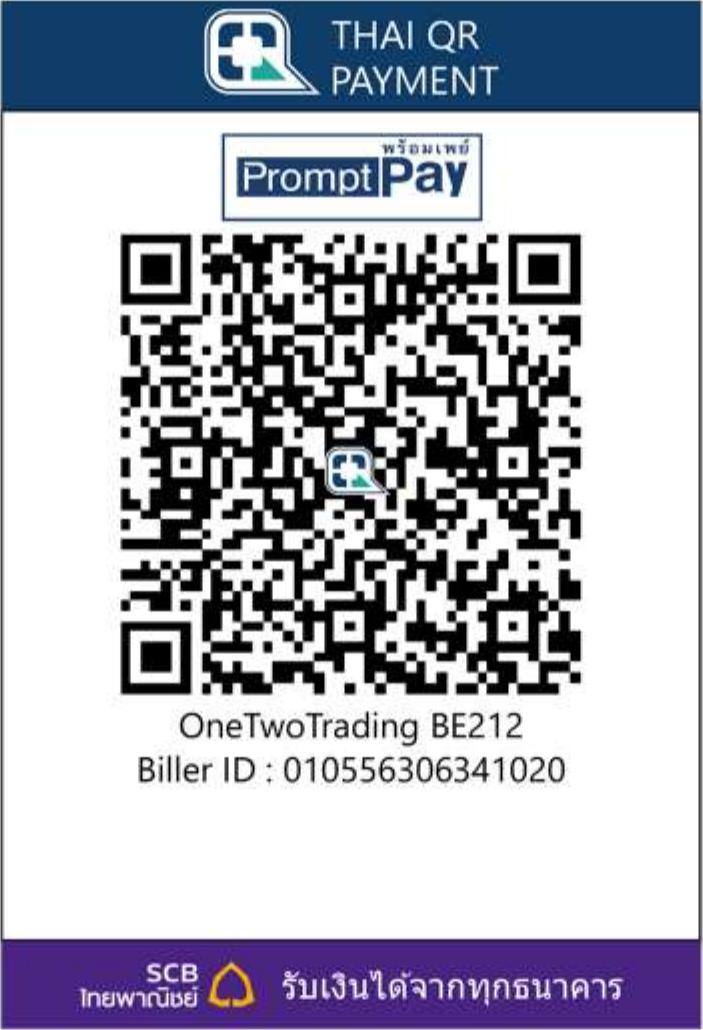 THAI QR
PAYMENT
พร้อมเพย์
Prompt Pay
OneTwoTrading BE212
Biller ID : 010556306341020
SCB
ไทยพาณิชย์
รับเงินได้จากทุกธนาคาร